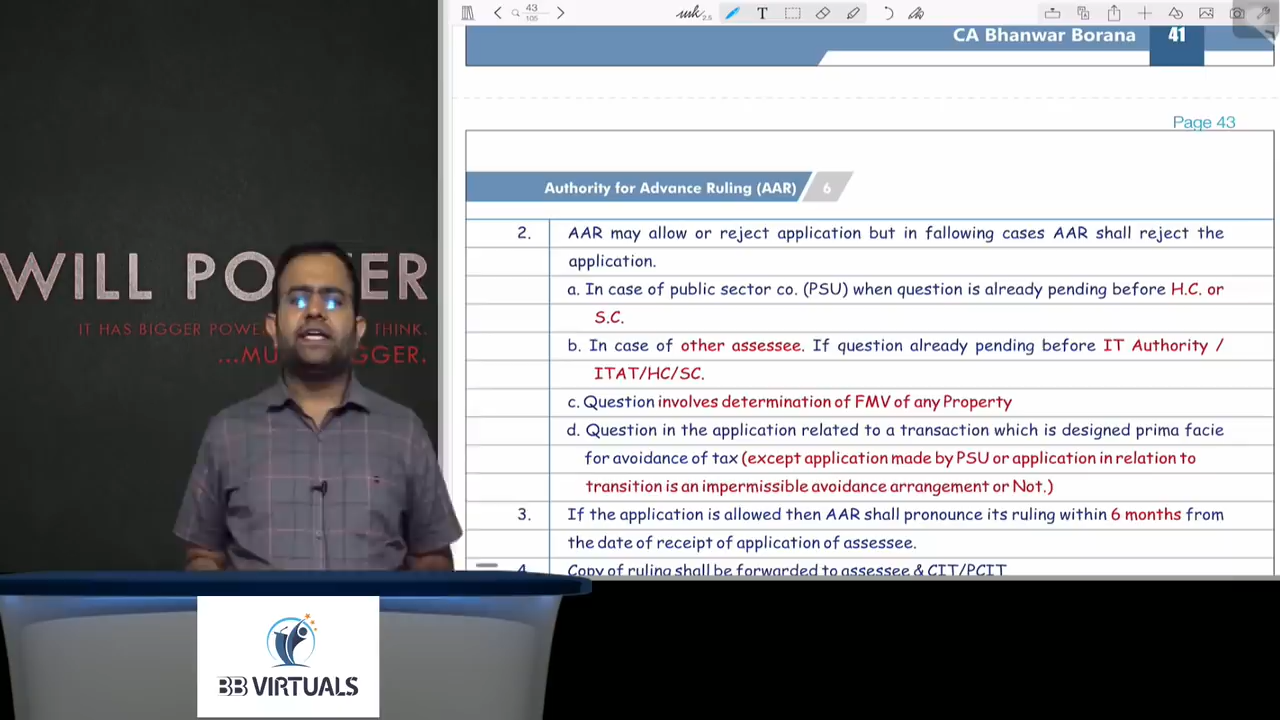 43
105
2.5
T
CA Bhanwar Borana 41
Page 43
Authority for Advance Ruling (AAR) 6
2. AAR may allow or reject application but in fallowing cases AAR shall reject the
application.
a. In case of public sector co. (PSU) when question is already pending before H.C. or
S.C.
b. In case of other assessee. If question already pending before IT Authority /
ITAT/HC/SC.
c. Question involves determination of FMV of any Property
d. Question in the application related to a transaction which is designed prima facie
for avoidance of tax (except application made by PSU or application in relation to
transition is an impermissible avoidance arrangement or Not.)
3. If the application is allowed then AAR shall pronounce its ruling within 6 months from
the date of receipt of application of assessee.
4. Copy of ruling shall be forwarded to assessee & CIT/PCIT
WILL PO ER
IT HAS BIGGER POWE THINK.
...MU GGER.
BB VIRTUALS